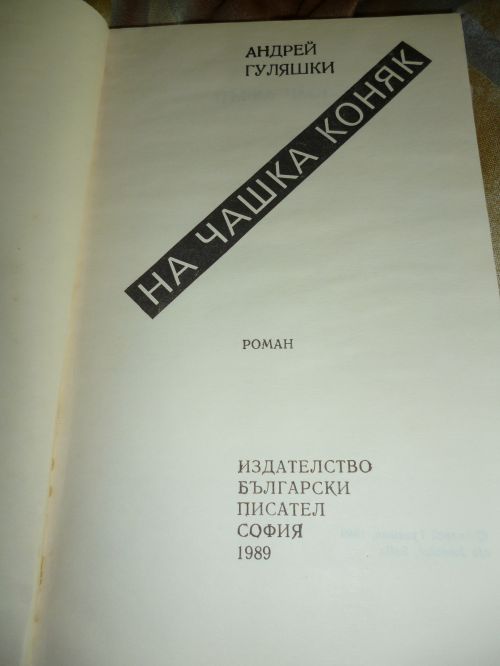 АНДРЕЙ
ГУЛЯШКИ
НА ЧАШКА КОНЯК
РОМАН
ИЗДАТЕЛСТВО
БЪЛГАРСКИ
ПИСАТЕЛ
СОФИЯ
1989